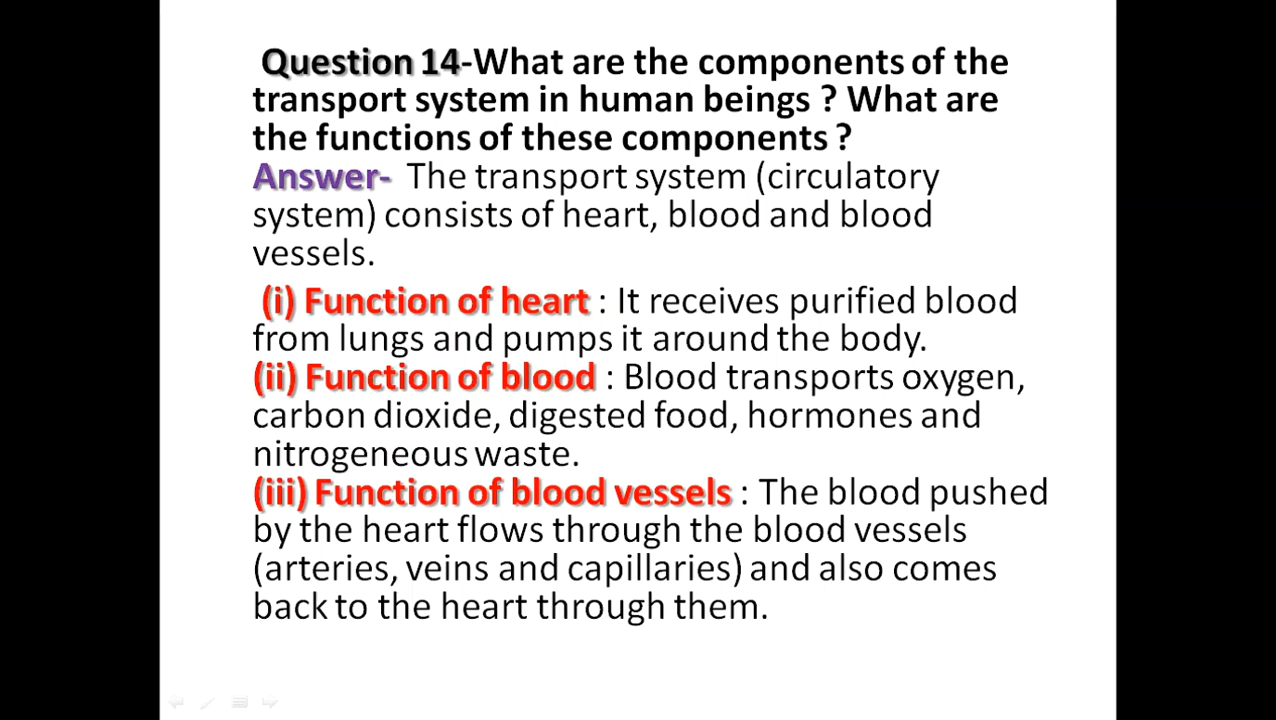 Question 14-What are the components of the
transport system in human beings ? What are
the functions of these components ?
Answer- The transport system (circulatory
system) consists of heart, blood and blood
vessels.
(i) Function of heart : It receives purified blood
from lungs and pumps it around the body.
(ii) Function of blood : Blood transports oxygen,
carbon dioxide, digested food, hormones and
nitrogeneous waste.
(iii) Function of blood vessels : The blood pushed
by the heart flows through the blood vessels
(arteries, veins and capillaries) and also comes
back to the heart through them.